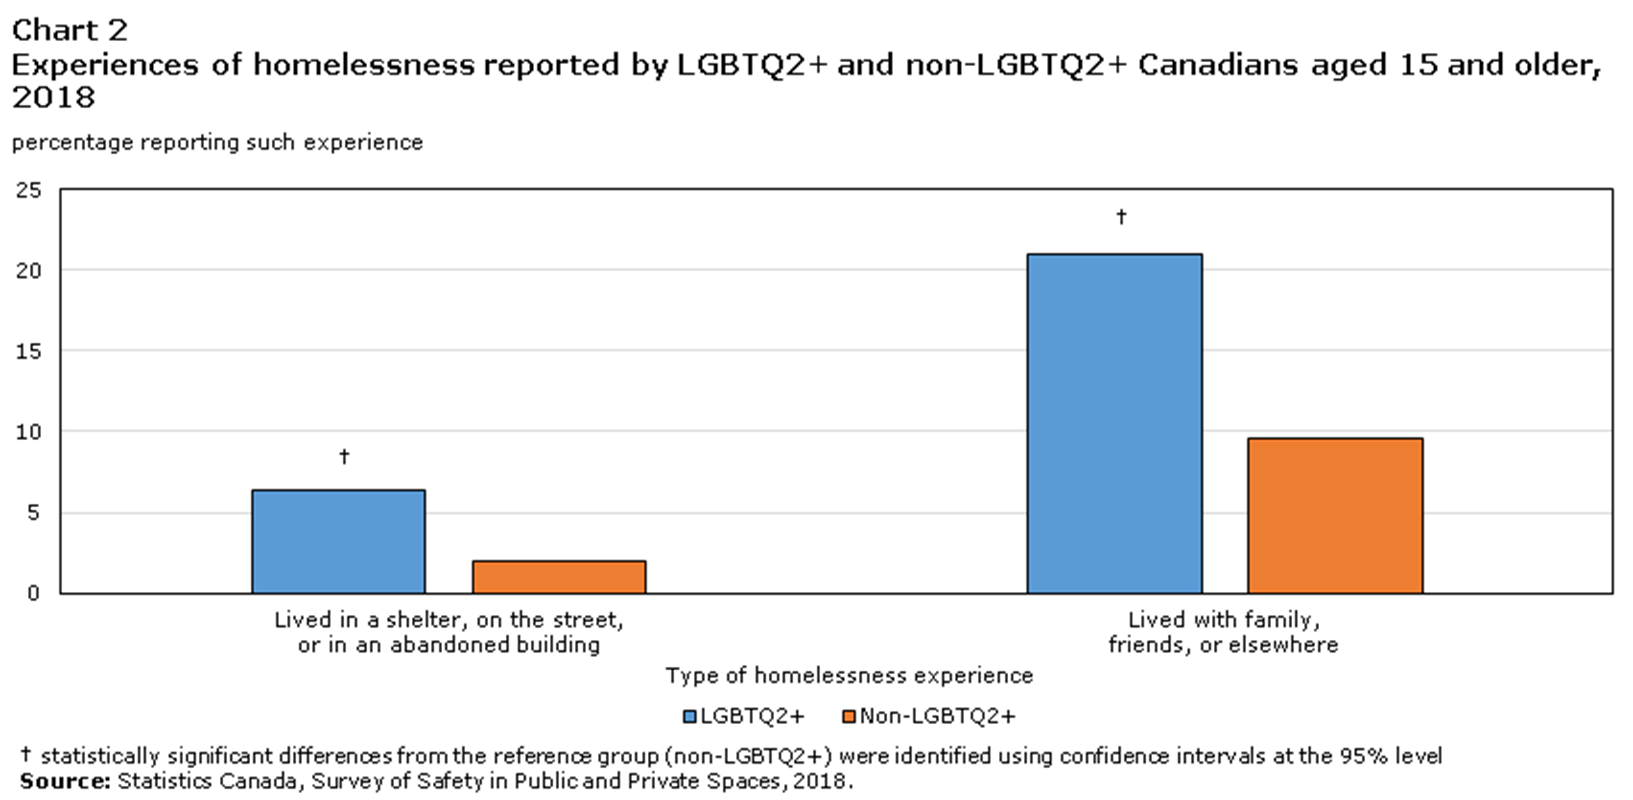 Chart 2
Experiences of homelessness reported by LGBTQ2+ and non-LGBTQ2+ Canadians aged 15 and older,
2018
percentage reporting such experience
25
20
15
10
5
0
†
†
Lived in a shelter, on the street,
or in an abandoned building
Lived with family,
friends, or elsewhere
Type of homelessness experience
LGBTQ2+ Non-LGBTQ2+
† statistically significant differences from the reference group (non-LGBTQ2+) were identified using confidence intervals at the 95% level
Source: Statistics Canada, Survey of Safety in Public and Private Spaces, 2018.